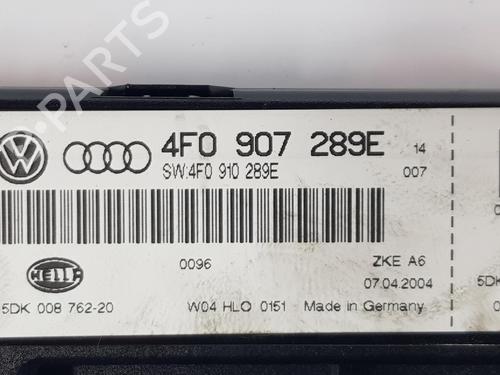 4F0 907 289E 14
SW:4F0 910 289E 007
HELLA
0096 ZKE A6
07.04.2004
5DK 008 762-20 W04 HLO 0151 Made in Germany
5DK
B-PARTS